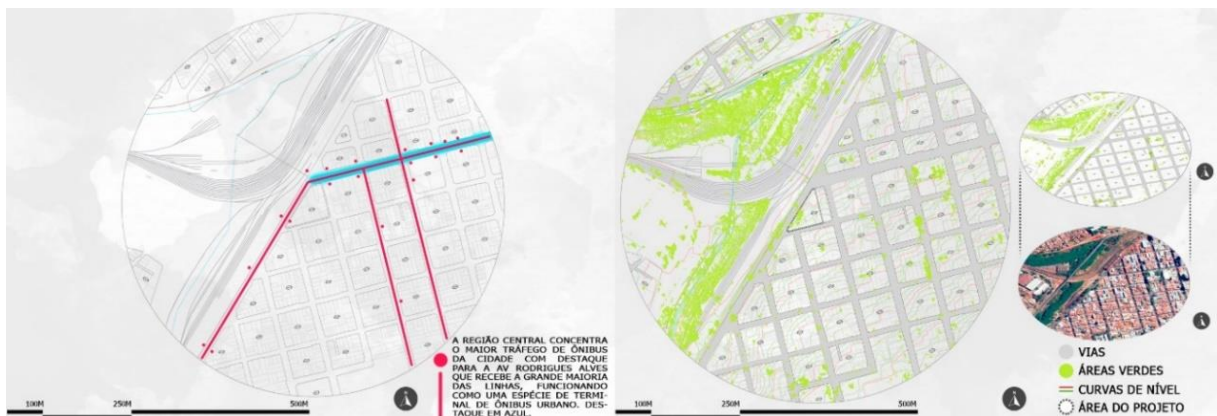 A REGIÃO CENTRAL CONCENTRA
O MAIOR TRÁFEGO DE ÔNIBUS
DA CIDADE COM DESTAQUE
PARA A AV RODRIGUES ALVES
QUE RECEBE A GRANDE MAIORIA
DAS LINHAS, FUNCIONANDO
COMO UMA ESPÉCIE DE TERMI-
NAL DE ÔNIBUS URBANO. DES-
TAQUE EM AZUL.
100M 250M 500M
VIAS
ÁREAS VERDES
CURVAS DE NÍVEL
ÁREA DO PROJETO
100M 250M 500M